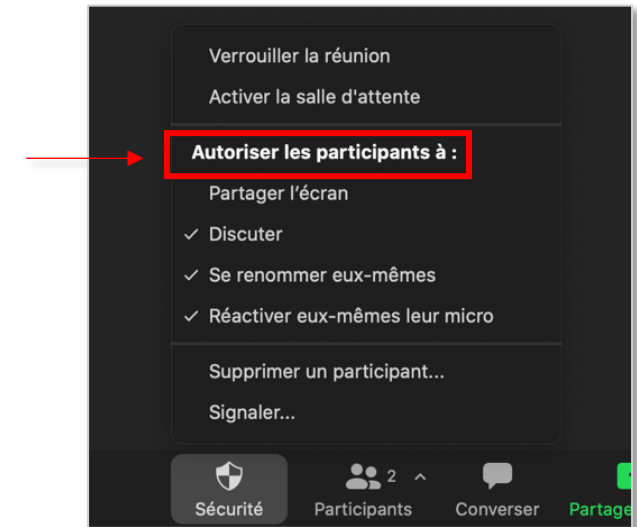 Verrouiller la réunion
Activer la salle d'attente
Autoriser les participants à :
Partager l’écran
✓ Discuter
✓ Se renommer eux-mêmes
✓ Réactiver eux-mêmes leur micro
Supprimer un participant...
Signaler...
2
Sécurité Participants Converser Partage